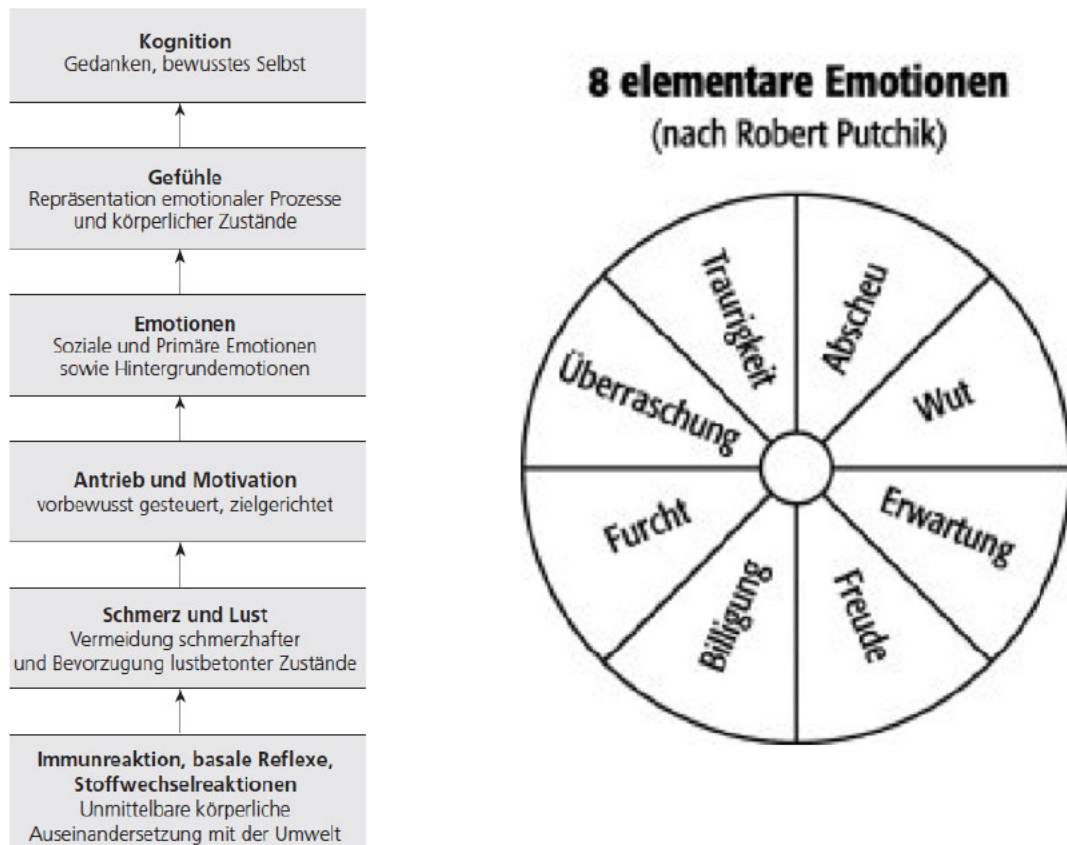 Kognition
Gedanken, bewusstes Selbst
Gefühle
Repräsentation emotionaler Prozesse
und körperlicher Zustände
Emotionen
Soziale und Primäre Emotionen
sowie Hintergrundemotionen
Antrieb und Motivation
vorbewusst gesteuert, zielgerichtet
Schmerz und Lust
Vermeidung schmerzhafter
und Bevorzugung lustbetonter Zustände
Immunreaktion, basale Reflexe,
Stoffwechselreaktionen
Unmittelbare körperliche
Auseinandersetzung mit der Umwelt
8 elementare Emotionen
(nach Robert Putchik)
Traurigkeit
Abscheu
Wut
Erwartung
Freude
Billigung
Furcht
Überraschung